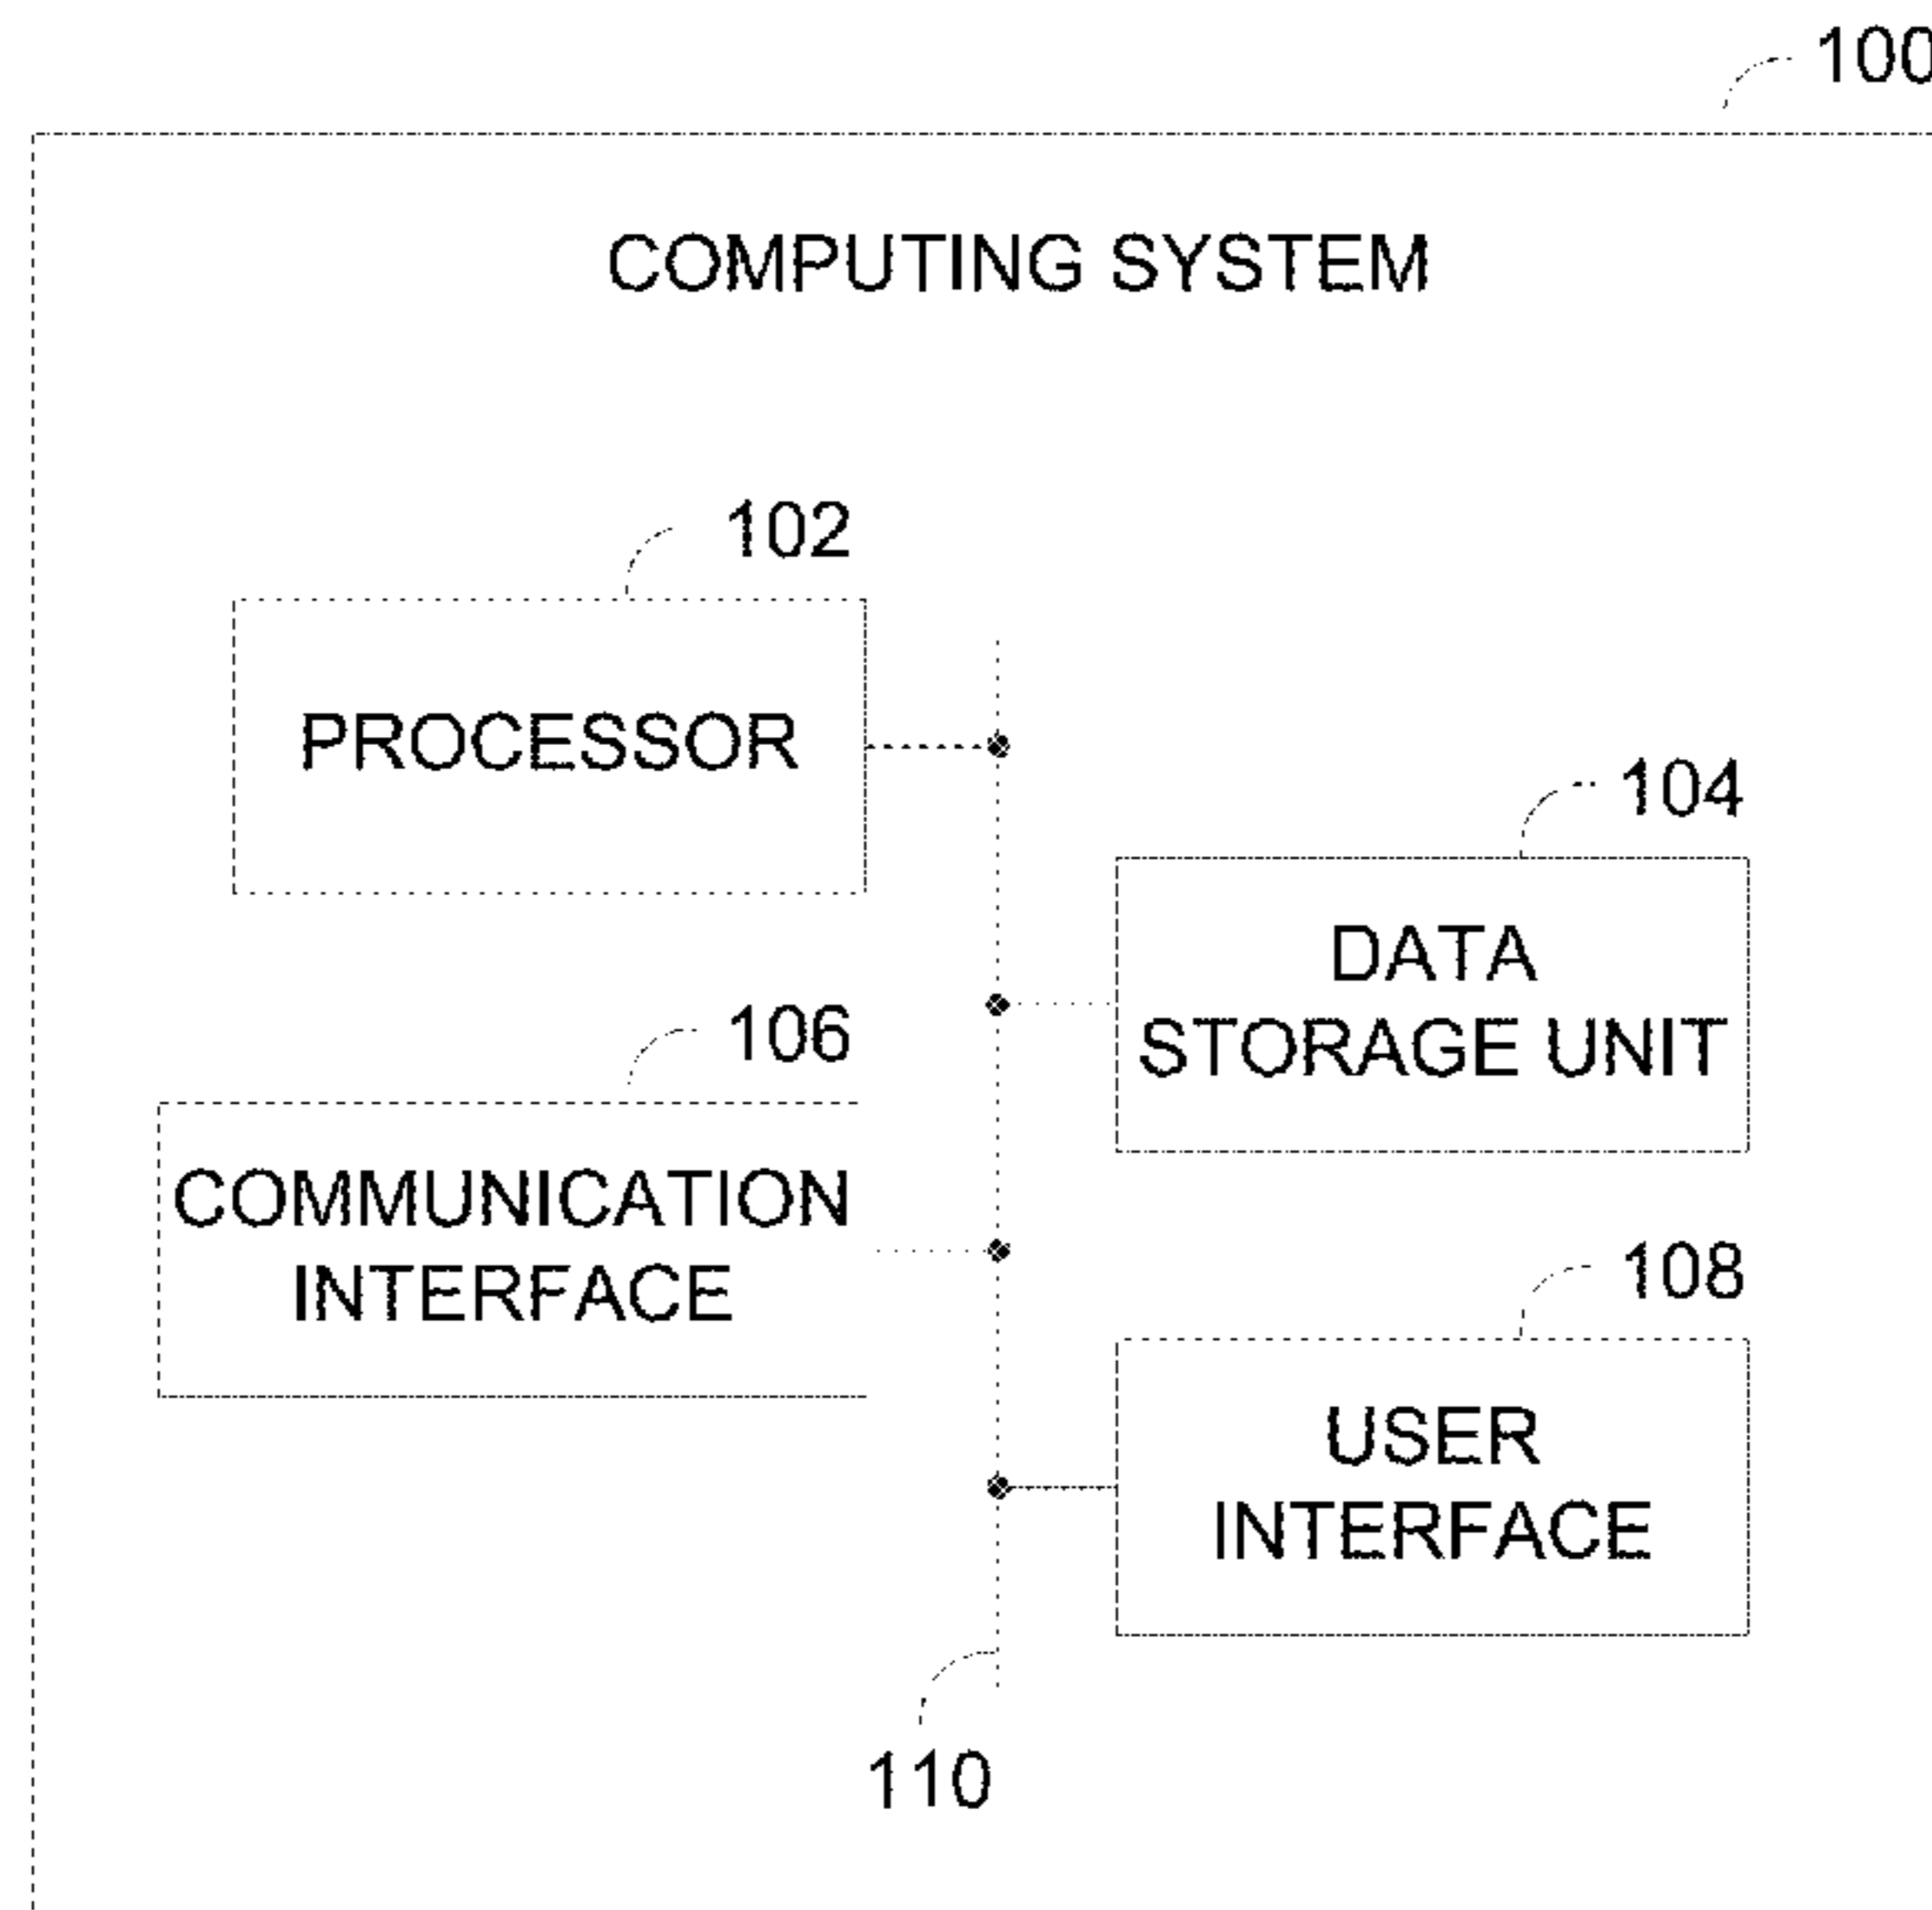 100
COMPUTING SYSTEM
102
PROCESSOR
104
DATA
STORAGE UNIT
106
COMMUNICATION
INTERFACE
108
USER
INTERFACE
110